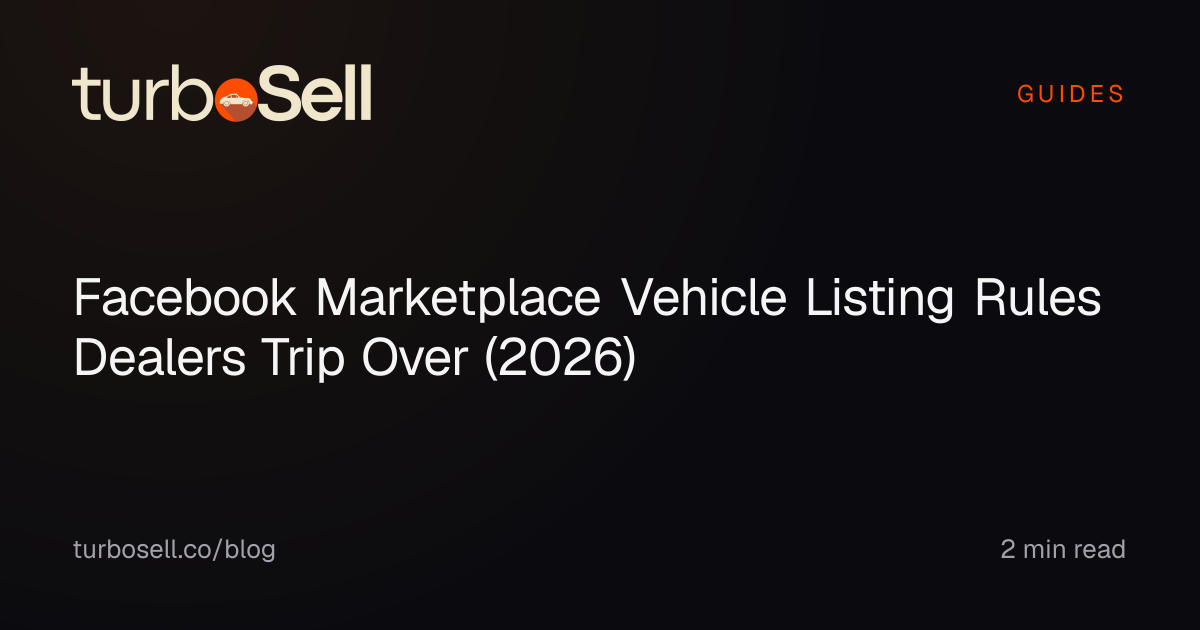 turboSell
GUIDES
Facebook Marketplace Vehicle Listing Rules
Dealers Trip Over (2026)
turbosell.co/blog
2 min read